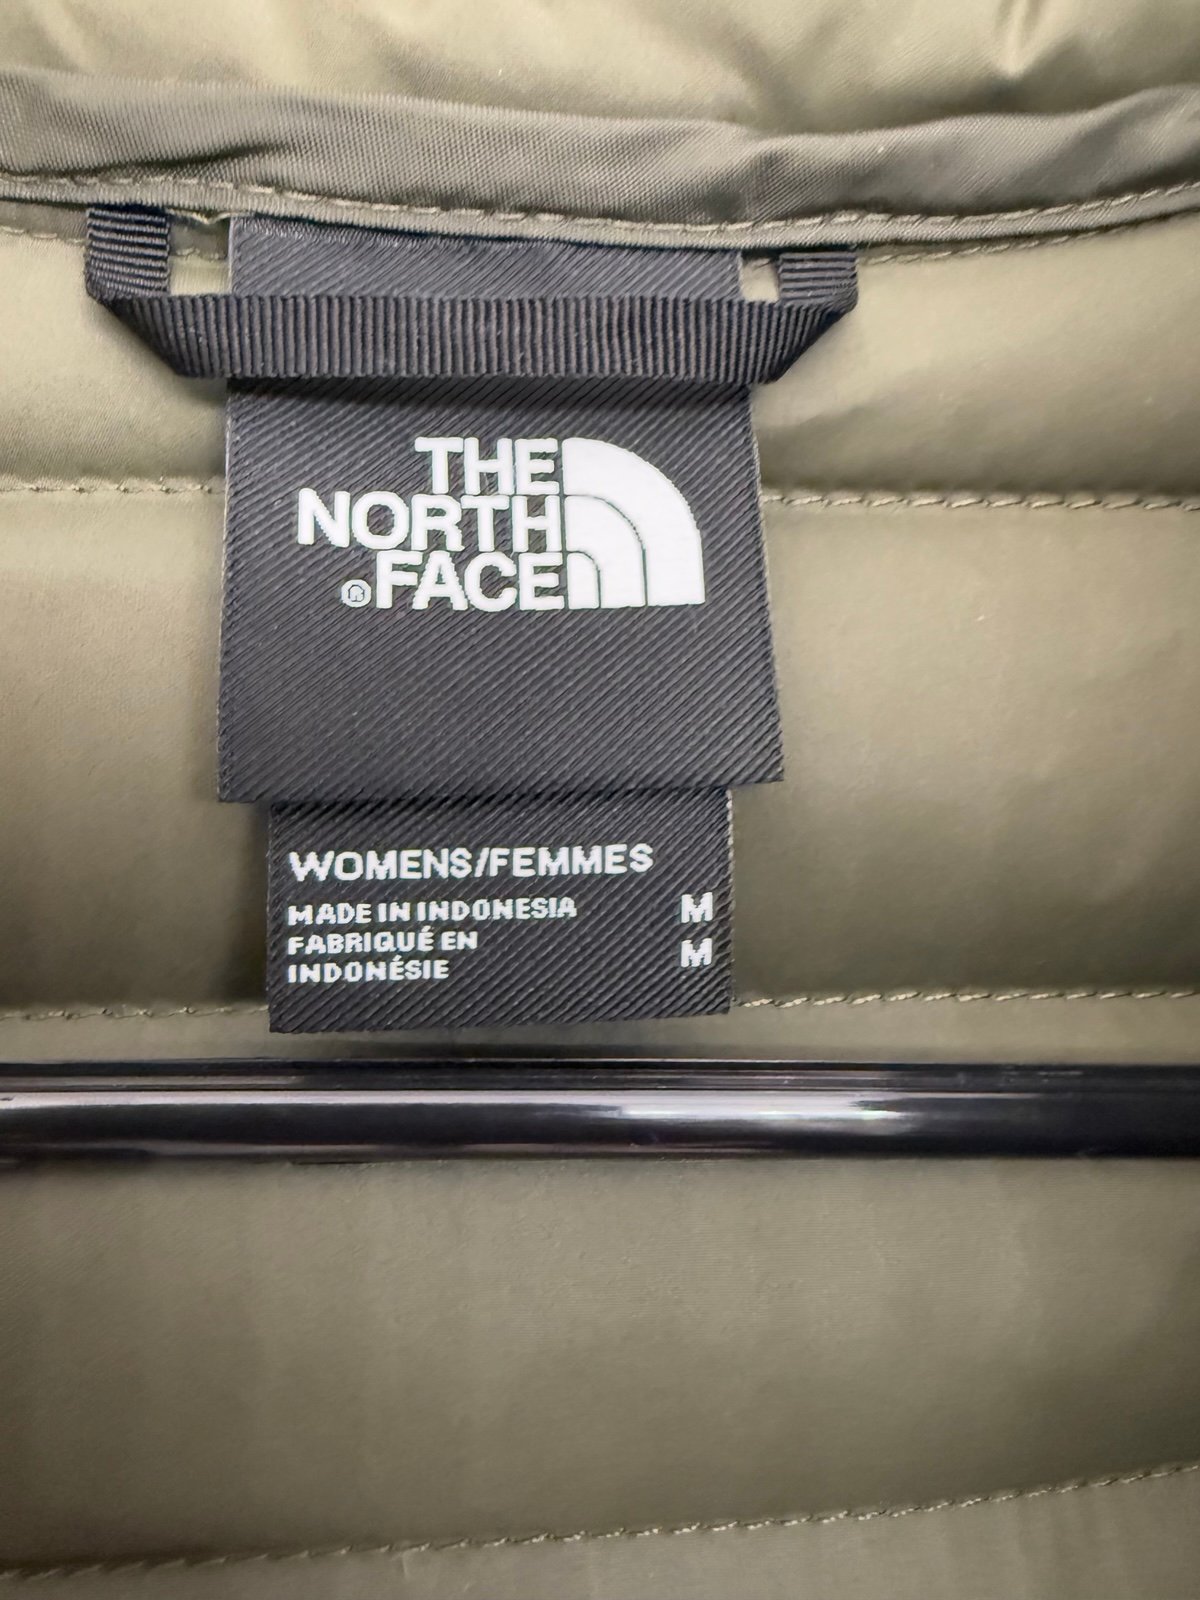 THE
NORTH
®FACE
WOMENS/FEMMES
MADE IN INDONESIA M
FABRIQUÉ EN M
INDONÉSIE